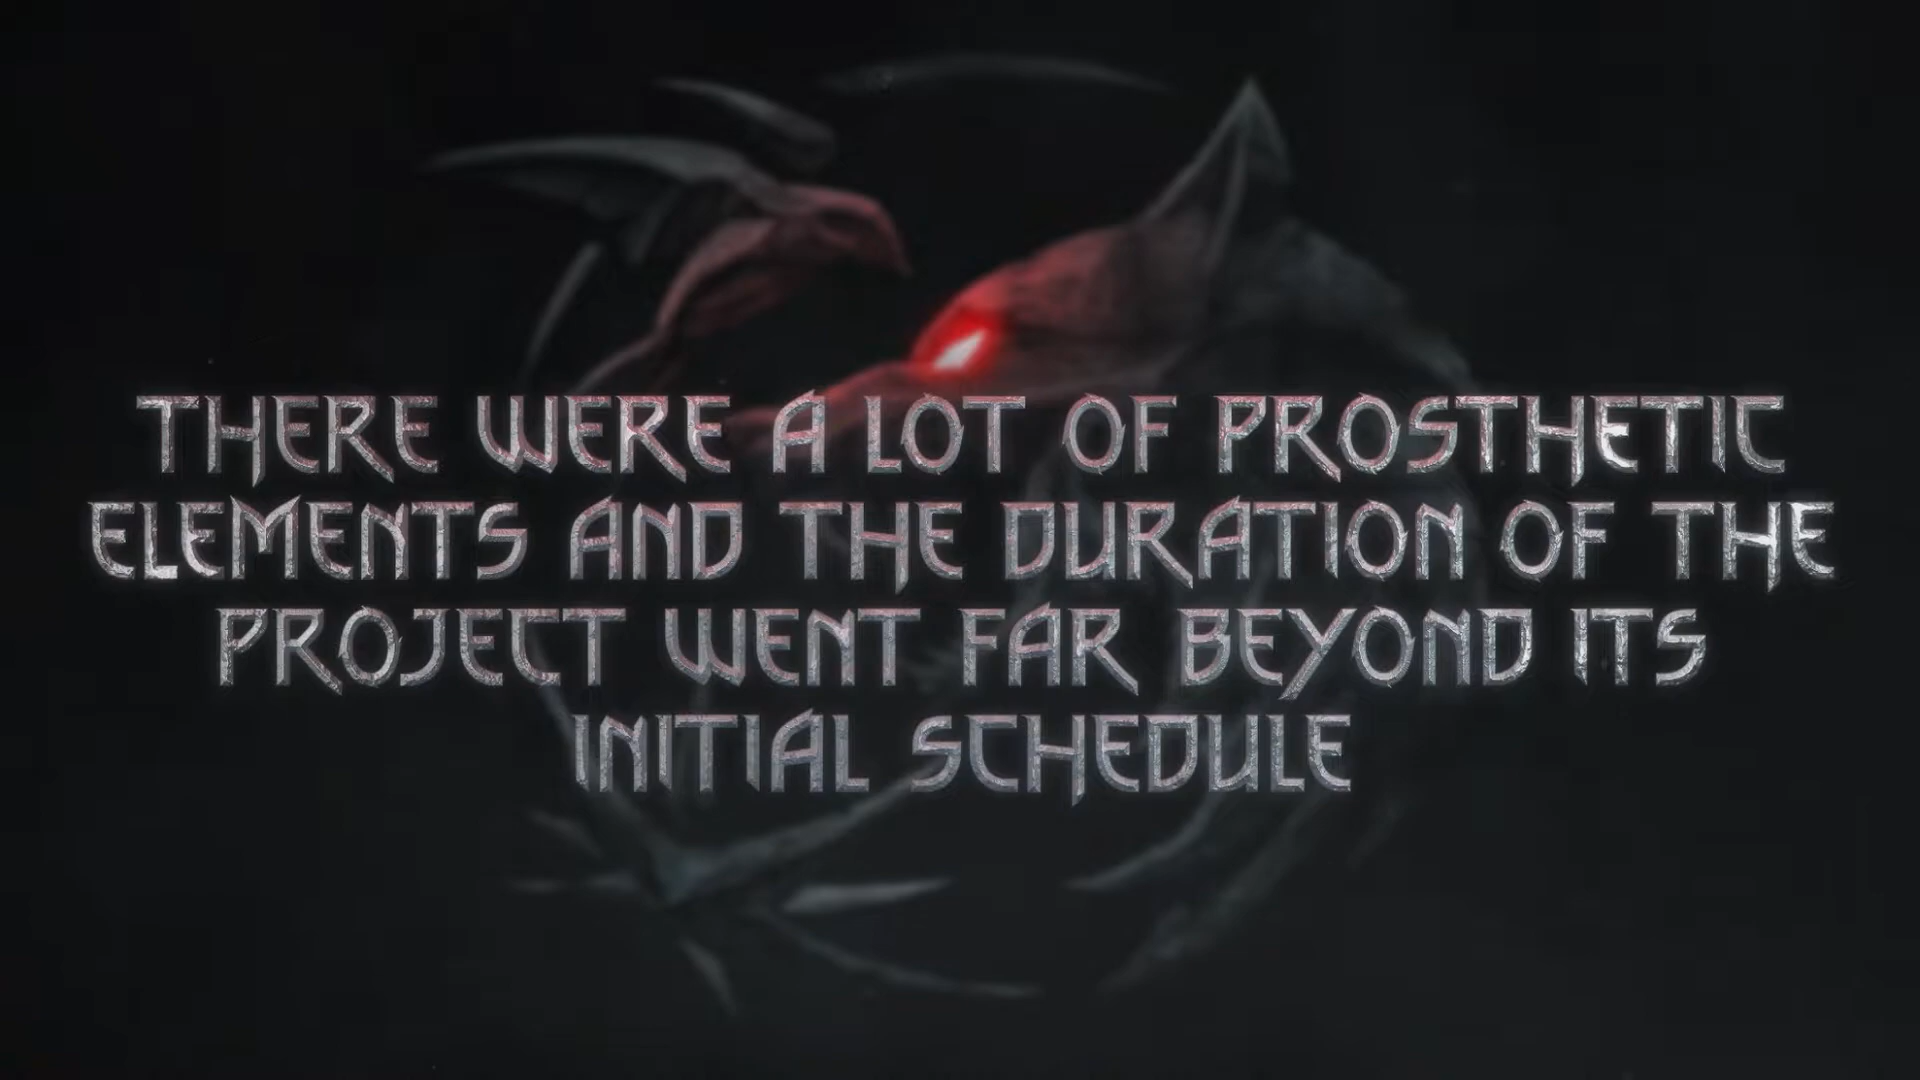 THERE WERE A LOT OF PROSTHETIC
ELEMENTS AND THE DURATION OF THE
PROJECT WENT FAR BEYOND ITS
INITIAL SCHEDULE